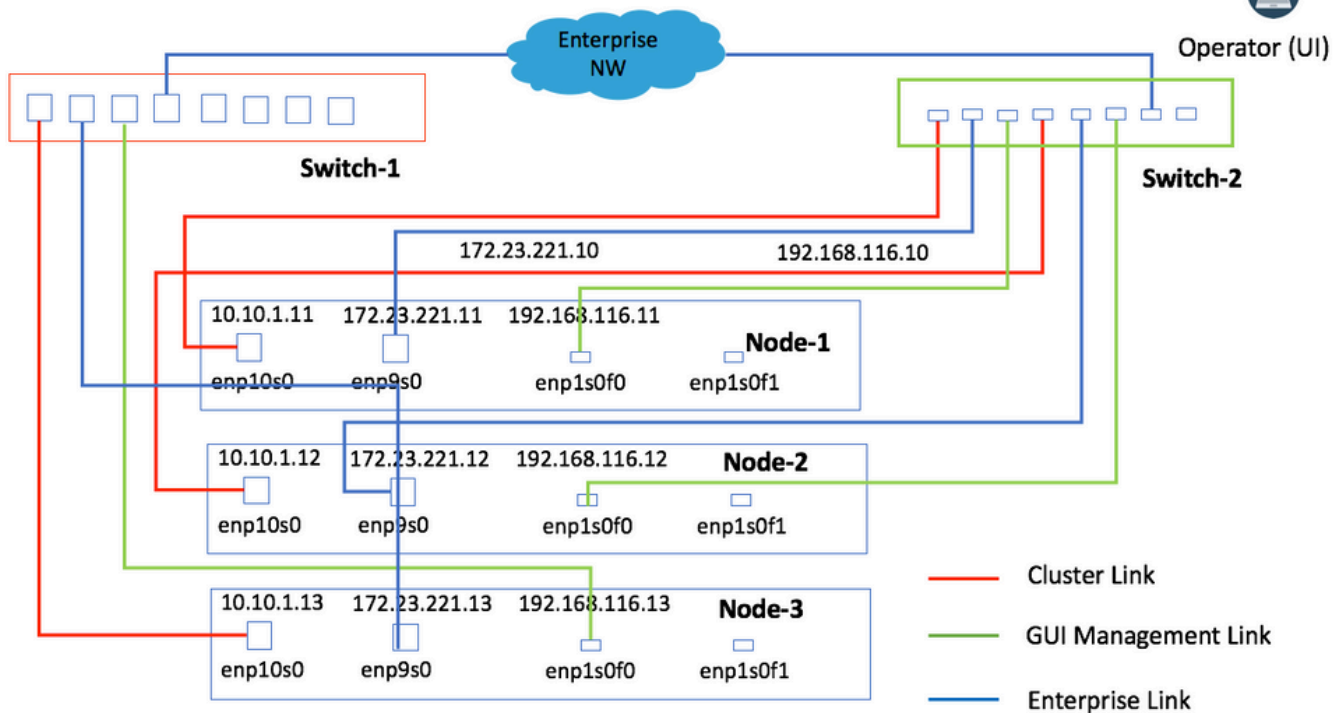 Enterprise
NW
Operator (UI)
Switch-1
Switch-2
172.23.221.10
192.168.116.10
10.10.1.11
172.23.221.11
192.168.116.11
Node-1
enp10s0
enp9s0
enp1s0f0
enp1s0f1
10.10.1.12
172.23.221.12
192.168.116.12
Node-2
enp10s0
enp9s0
enp1s0f0
enp1s0f1
10.10.1.13
172.23.221.13
192.168.116.13
Node-3
enp10s0
enp9s0
enp1s0f0
enp1s0f1
Cluster Link
GUI Management Link
Enterprise Link